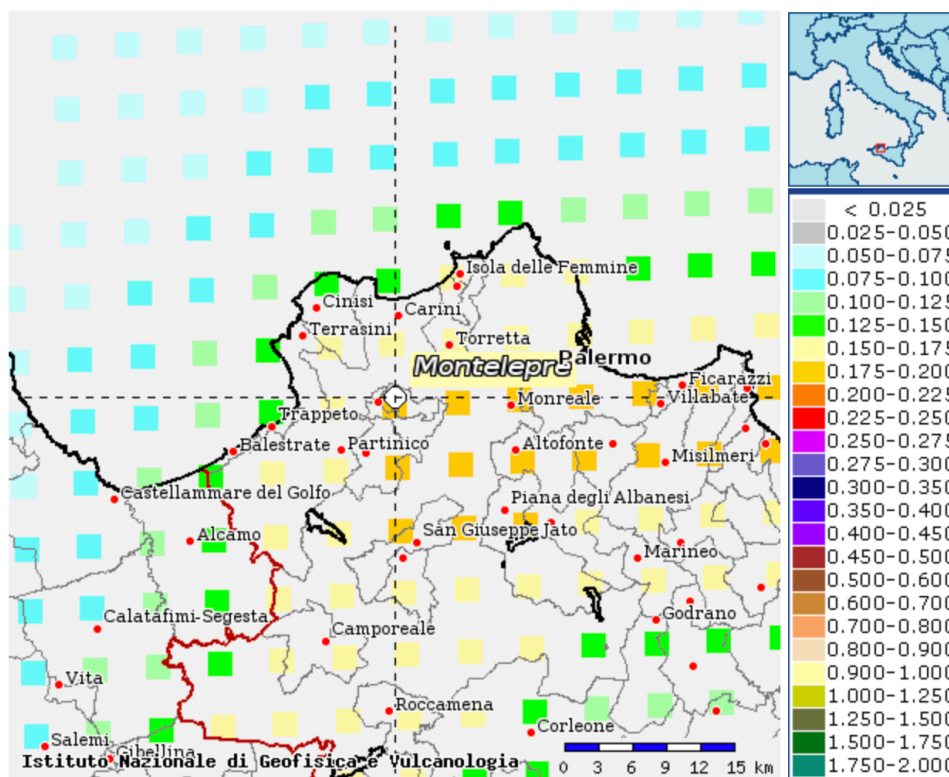 Isola delle Femmine
Cinisi
Carini
Terrasini
Torretta
Montelepre
Palermo
Ficarazzi
Monreale
Villabate
Trappeto
Balestrate
Partinico
Altofonte
Misilmeri
Castellammare del Golfo
Piana degli Albanesi
Alcamo
San Giuseppe Jato
Marineo
Calatafimi-Segesta
Godrano
Camporeale
Vita
Roccamena
Corleone
Salemi
Gibellina
Istituto Nazionale di Geofisica e Vulcanologia
0 3 6 9 12 15 km
< 0.025
0.025-0.050
0.050-0.075
0.075-0.100
0.100-0.125
0.125-0.150
0.150-0.175
0.175-0.200
0.200-0.225
0.225-0.250
0.250-0.275
0.275-0.300
0.300-0.350
0.350-0.400
0.400-0.450
0.450-0.500
0.500-0.600
0.600-0.700
0.700-0.800
0.800-0.900
0.900-1.000
1.000-1.250
1.250-1.500
1.500-1.750
1.750-2.000